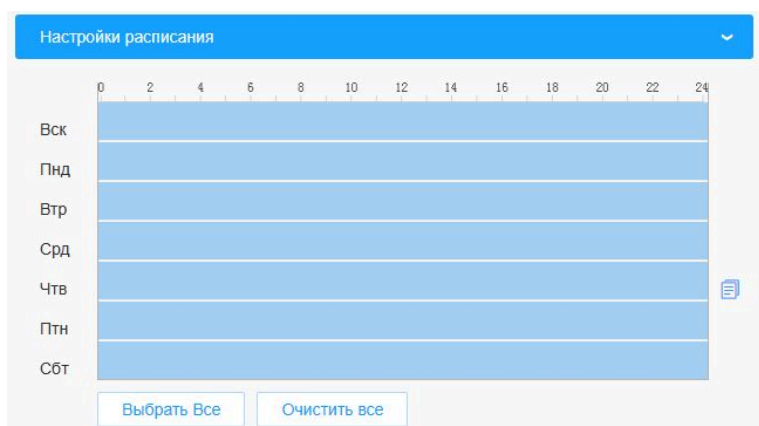 Настройки расписания
0 2 4 6 8 10 12 14 16 18 20 22 24
Вск
Пнд
Втр
Срд
Чтв
Птн
Сбт
Выбрать Все Очистить все